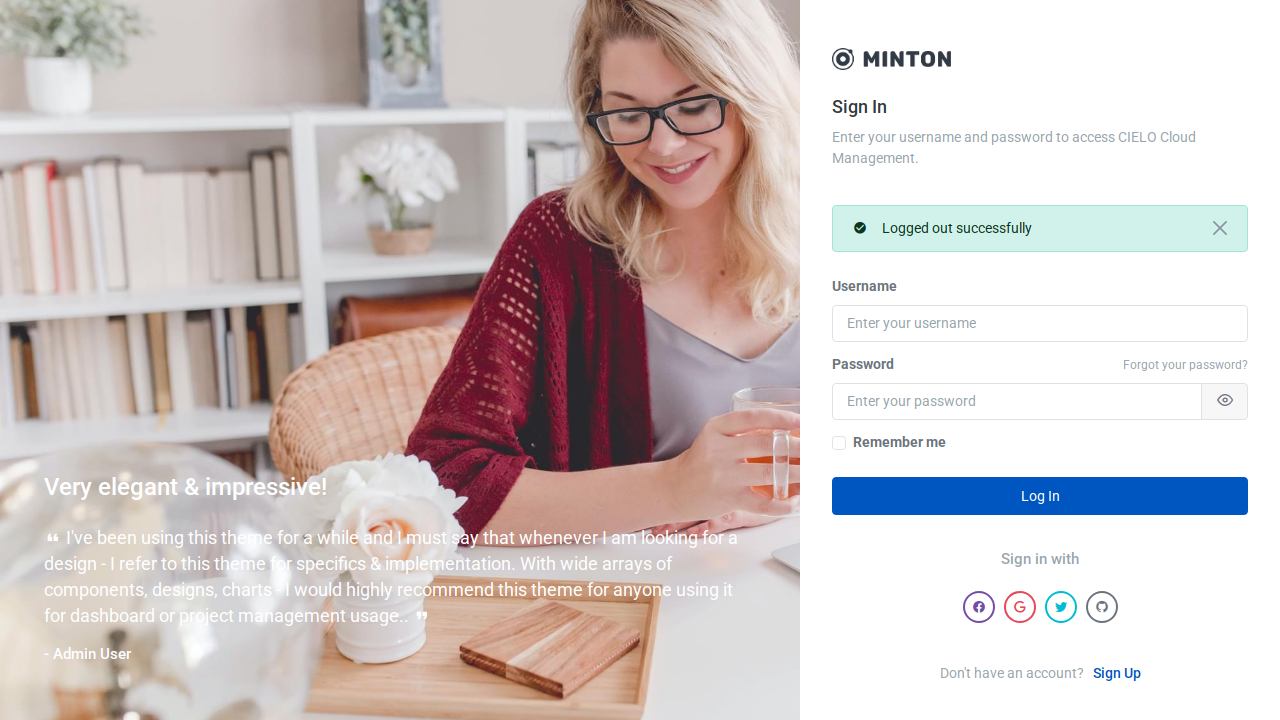 MINTON
Sign In
Enter your username and password to access CIELO Cloud
Management.
Logged out successfully
Username
Enter your username
Password
Forgot your password?
Enter your password
Remember me
Log In
Sign in with
Don't have an account? Sign Up
Very elegant & impressive!
❝ I've been using this theme for a while and I must say that whenever I am looking for a
design - I refer to this theme for specifics & implementation. With wide arrays of
components, designs, charts - I would highly recommend this theme for anyone using it
for dashboard or project management usage.. ❞
- Admin User